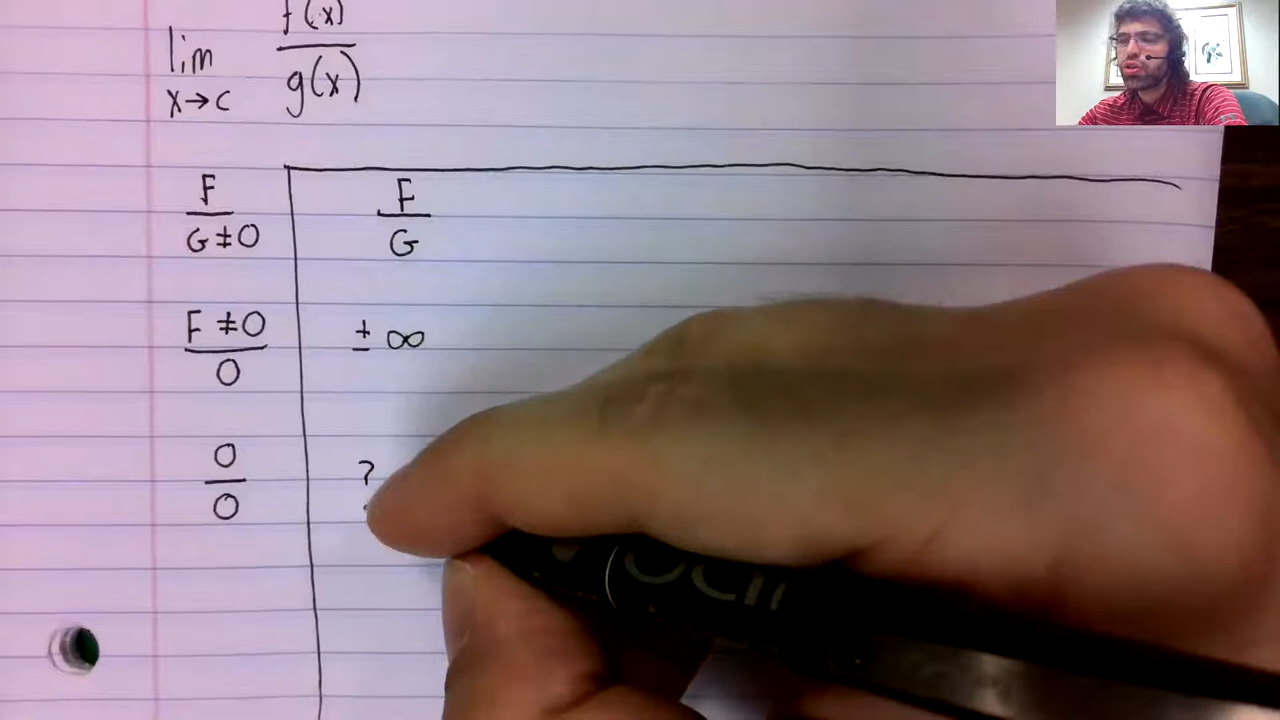 lim x→c f(x)/g(x)
F/G≠0 F/G
F≠0/0 ± ∞
0/0 ?